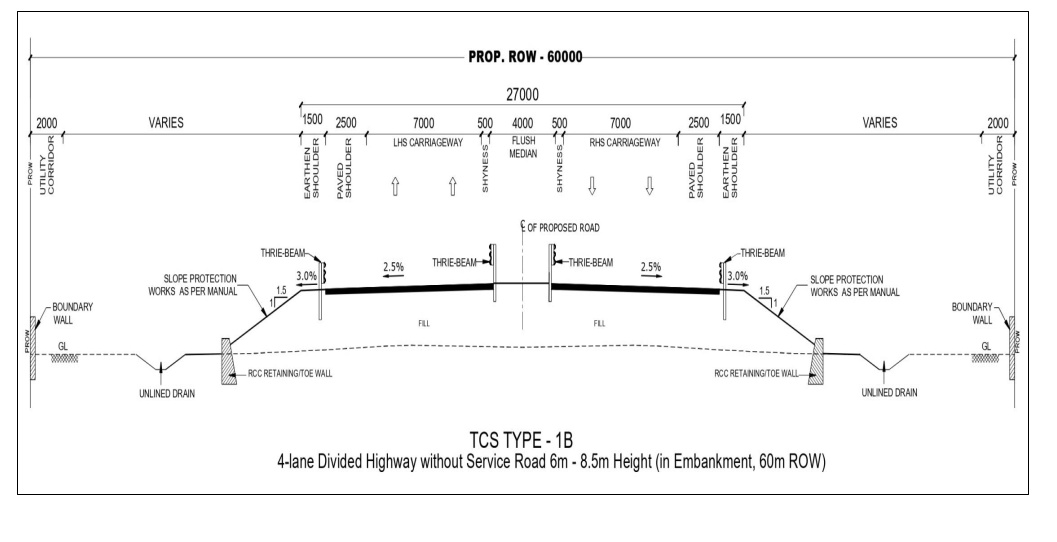 PROP. ROW - 60000
27000
2000
VARIES
1500
2500
7000
500
4000
500
7000
2500
1500
VARIES
2000
PROW
UTILITY
CORRIDOR
EARTHEN
SHOULDER
PAVED
SHOULDER
LHS CARRIAGEWAY
SHYNESS
FLUSH
MEDIAN
SHYNESS
RHS CARRIAGEWAY
PAVED
SHOULDER
EARTHEN
SHOULDER
UTILITY
CORRIDOR
PROW
℄ OF PROPOSED ROAD
THRIE-BEAM
THRIE-BEAM
THRIE-BEAM
THRIE-BEAM
3.0%
2.5%
2.5%
3.0%
SLOPE PROTECTION
WORKS AS PER MANUAL
1.5
1
1.5
1
SLOPE PROTECTION
WORKS AS PER MANUAL
BOUNDARY
WALL
BOUNDARY
WALL
FILL
FILL
PROW
GL
GL
PROW
RCC RETAINING/TOE WALL
RCC RETAINING/TOE WALL
UNLINED DRAIN
UNLINED DRAIN
TCS TYPE - 1B
4-lane Divided Highway without Service Road 6m - 8.5m Height (in Embankment, 60m ROW)